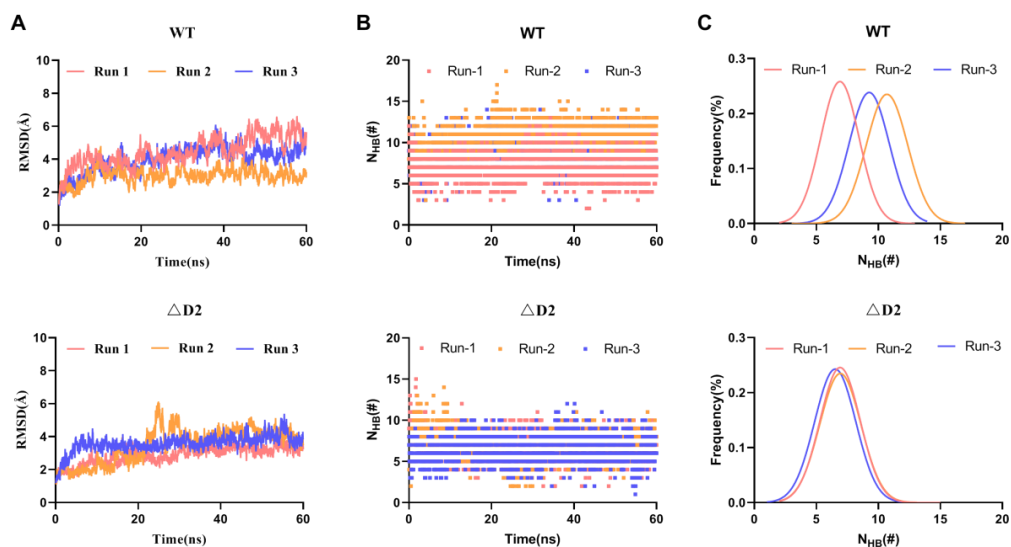 A
WT
Run 1 Run 2 Run 3
RMSD(Å)
10
8
6
4
2
0
0 20 40 60
Time(ns)
B
WT
Run-1 Run-2 Run-3
N_HB(#)
20
15
10
5
0
0 20 40 60
Time(ns)
C
WT
Run-1 Run-2 Run-3
Frequency(%)
0.3
0.2
0.1
0.0
0 5 10 15 20
N_HB(#)
△D2
Run 1 Run 2 Run 3
RMSD(Å)
10
8
6
4
2
0
0 20 40 60
Time(ns)
△D2
Run-1 Run-2 Run-3
N_HB(#)
20
15
10
5
0
0 20 40 60
Time(ns)
△D2
Run-1 Run-2 Run-3
Frequency(%)
0.3
0.2
0.1
0.0
0 5 10 15 20
N_HB(#)